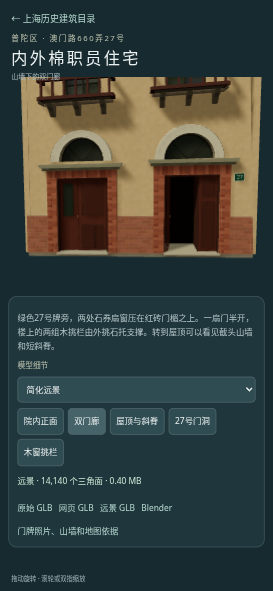 ← 上海历史建筑目录
普陀区 · 澳门路660弄27号
内外棉职员住宅
山墙下的双门廊
27
绿色27号牌旁，两处石券扇窗压在红砖门楣之上。一扇门半开，
楼上的两组木挑栏由外挑石托支撑。转到屋顶可以看见截头山墙
和短斜脊。
模型细节
简化远景
院内正面 双门廊 屋顶与斜脊 27号门洞
木窗挑栏
远景 · 14,140 个三角面 · 0.40 MB
原始 GLB 网页 GLB 远景 GLB Blender
门牌照片、山墙和地图依据
拖动旋转 · 滚轮或双指缩放